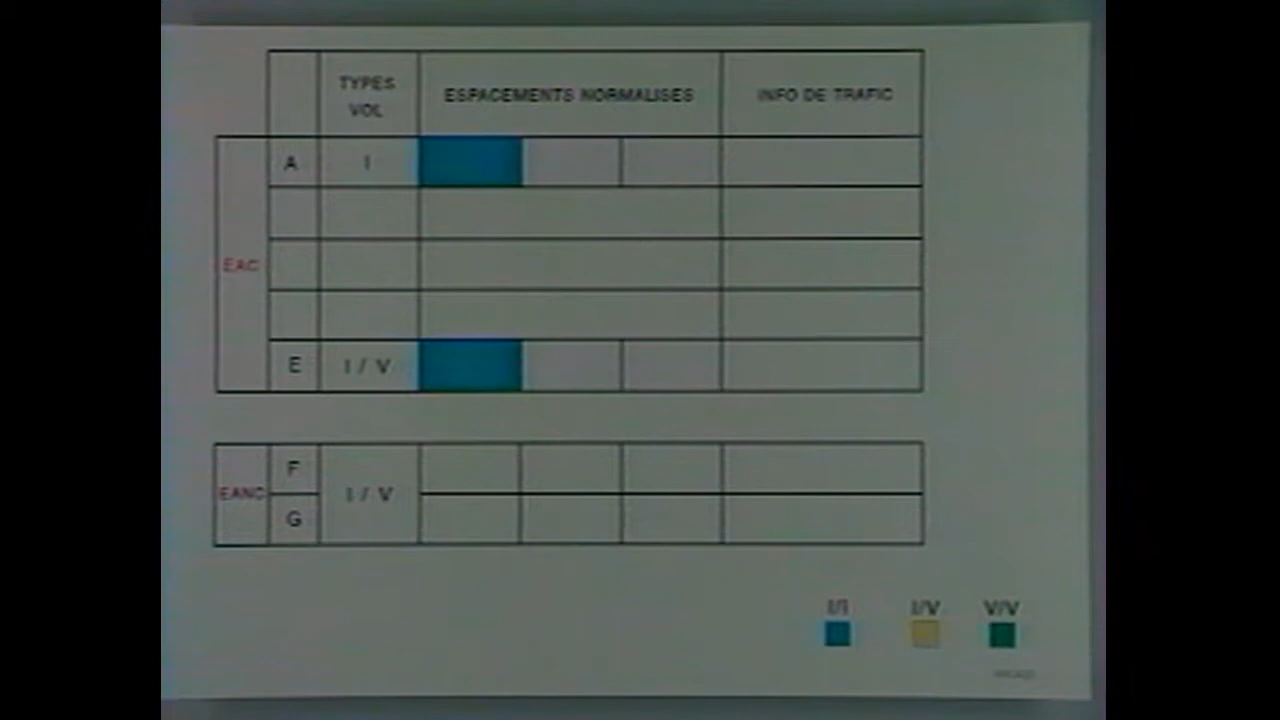 TYPES
VOL
ESPACEMENTS NORMALISES
INFO DE TRAFIC
A
I
EAC
E
I / V
F
EANC
I / V
G
I/I
I/V
V/V